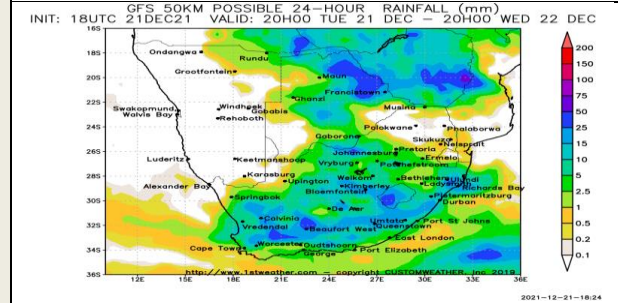 GFS 50KM POSSIBLE 24-HOUR RAINFALL (mm)
INIT: 18UTC 21DEC21 VALID: 20H00 TUE 21 DEC - 20H00 WED 22 DEC
16S
Ondangwa
Rundu
18S
200
Grootfontein
Maun
150
20S
Francistown
100
Ghanzi
75
22S
Swakopmund
Windhoek
Gobabis
Musina
50
Walvis Bay
Rehoboth
24S
Polokwane
Phalaborwa
25
Gaborone
Skukuza
Nelspruit
15
26S
Johannesburg
Pretoria
Luderitz
Keetmanshoop
Vryburg
Potchefstroom
Ermelo
10
28S
Karasburg
Upington
Welkom
Bethlehem
Ladysmith
Ulundi
5
Alexander Bay
Kimberley
Richards Bay
Bloemfontein
2.5
30S
Springbok
Pietermaritzburg
Durban
De Aar
1
Calvinia
Umtata
Port St Johns
0.5
32S
Vredendal
Beaufort West
Queenstown
East London
0.2
34S
Cape Town
Worcester
Oudtshoorn
George
Port Elizabeth
0.1
36S
http://www.1stweather.com - copyright CUSTOMWEATHER, inc 2019
12E 15E 18E 21E 24E 27E 30E 33E 36E
2021-12-21-18:24